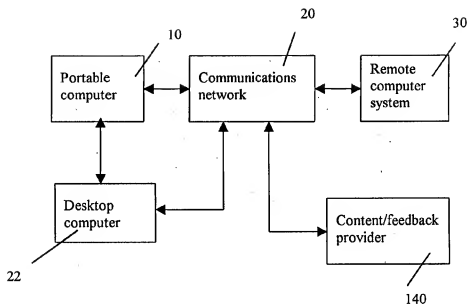 20
10
30
Portable
computer
Communications
network
Remote
computer
system
Desktop
computer
Content/feedback
provider
22
140